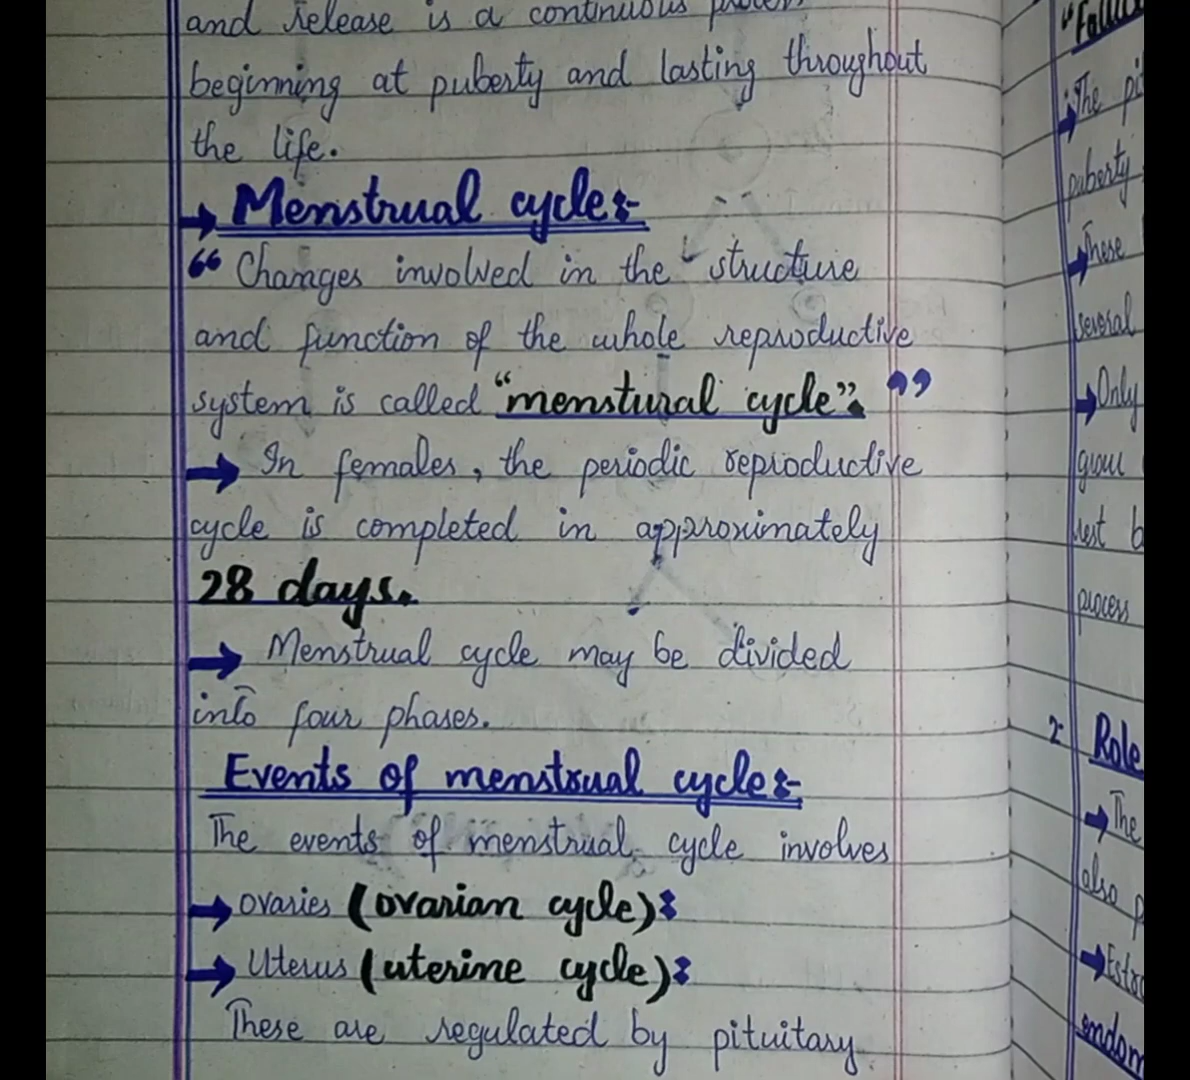 and release is a continuous process
beginning at puberty and lasting throughout
the life.
→ Menstrual cycle:-
“ Changes involved in the structure
and function of the whole reproductive
system is called “menstural cycle”. ”
→ In females, the periodic reproductive
cycle is completed in approximately
28 days.
→ Menstrual cycle may be divided
into four phases.
Events of menstrual cycle:-
The events of menstrual cycle involves
→ ovaries (ovarian cycle):
→ Uterus (uterine cycle):
These are regulated by pituitary
→ The
puberty
→ These
several
→ Only
grow
rest
process
2- Role
→ The
also